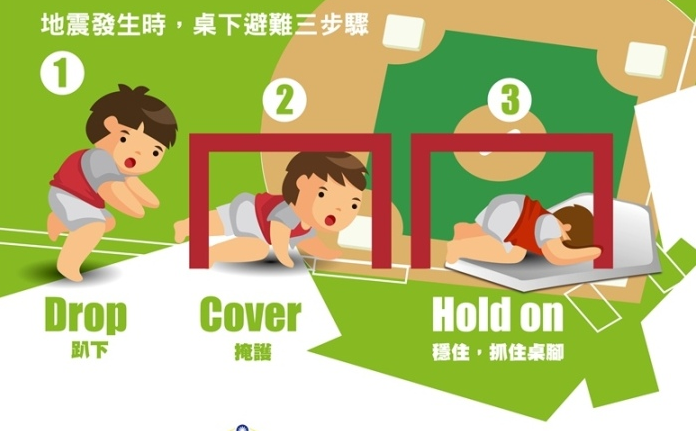 地震發生時，桌下避難三步驟
1
2
3
Drop
趴下
Cover
掩護
Hold on
穩住，抓住桌腳